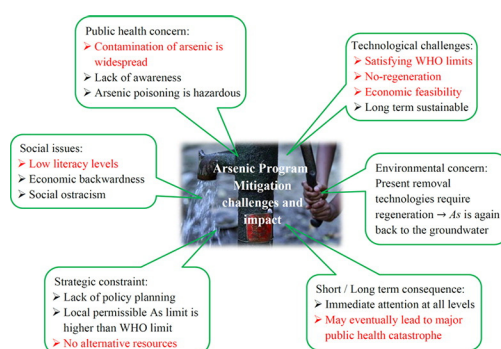 Public health concern:
➢ Contamination of arsenic is
widespread
➢ Lack of awareness
➢ Arsenic poisoning is hazardous
Technological challenges:
➢ Satisfying WHO limits
➢ No-regeneration
➢ Economic feasibility
➢ Long term sustainable
Social issues:
➢ Low literacy levels
➢ Economic backwardness
➢ Social ostracism
Arsenic Program
Mitigation
challenges and
impact
Environmental concern:
Present removal
technologies require
regeneration → As is again
back to the groundwater
Strategic constraint:
➢ Lack of policy planning
➢ Local permissible As limit is
higher than WHO limit
➢ No alternative resources
Short / Long term consequence:
➢ Immediate attention at all levels
➢ May eventually lead to major
public health catastrophe